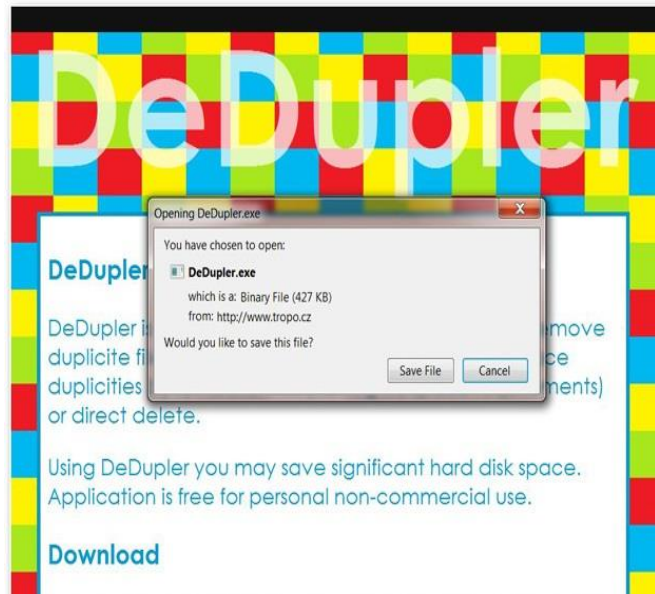 DeDupler
Opening DeDupler.exe
X
You have chosen to open:
DeDupler.exe
which is a: Binary File (427 KB)
from: http://www.tropo.cz
Would you like to save this file?
Save File Cancel
DeDupler
DeDupler
duplicite
duplicities ments)
or direct delete.
Using DeDupler you may save significant hard disk space.
Application is free for personal non-commercial use.
Download